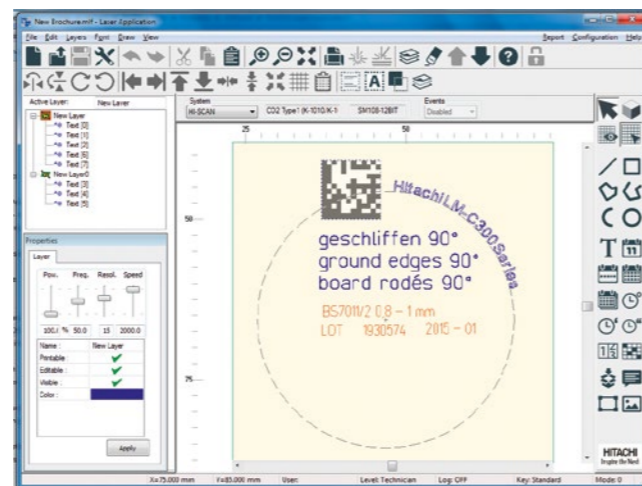 New Brochure.mlf - Laser Application
File Edit Layers Font Draw View Report Configuration Help
Active Layer: New Layer
System
Events
HI-SCAN CO2 Type1 (K-1010/K-1 SM108-12BIT Disabled
New Layer
Text [0]
Text [1]
Text [2]
Text [6]
Text [7]
New Layer0
Text [3]
Text [4]
Text [5]
25 50
50
75
Hitachi LM-C300 Series
geschliffen 90°
ground edges 90°
board rodés 90°
BS7011/2 0,8 - 1 mm
LOT 1930574 2015 - 01
Properties
Layer
Pow. Freq. Resol. Speed
100.( % 50.0 15 2000.0
Name : New Layer
Printable :
Editable :
Visible :
Color :
Apply
HITACHI
Inspire the Next
X=75.000 mm Y=85.000 mm User: Level: Technician Log: OFF Key: Standard Mode: 0